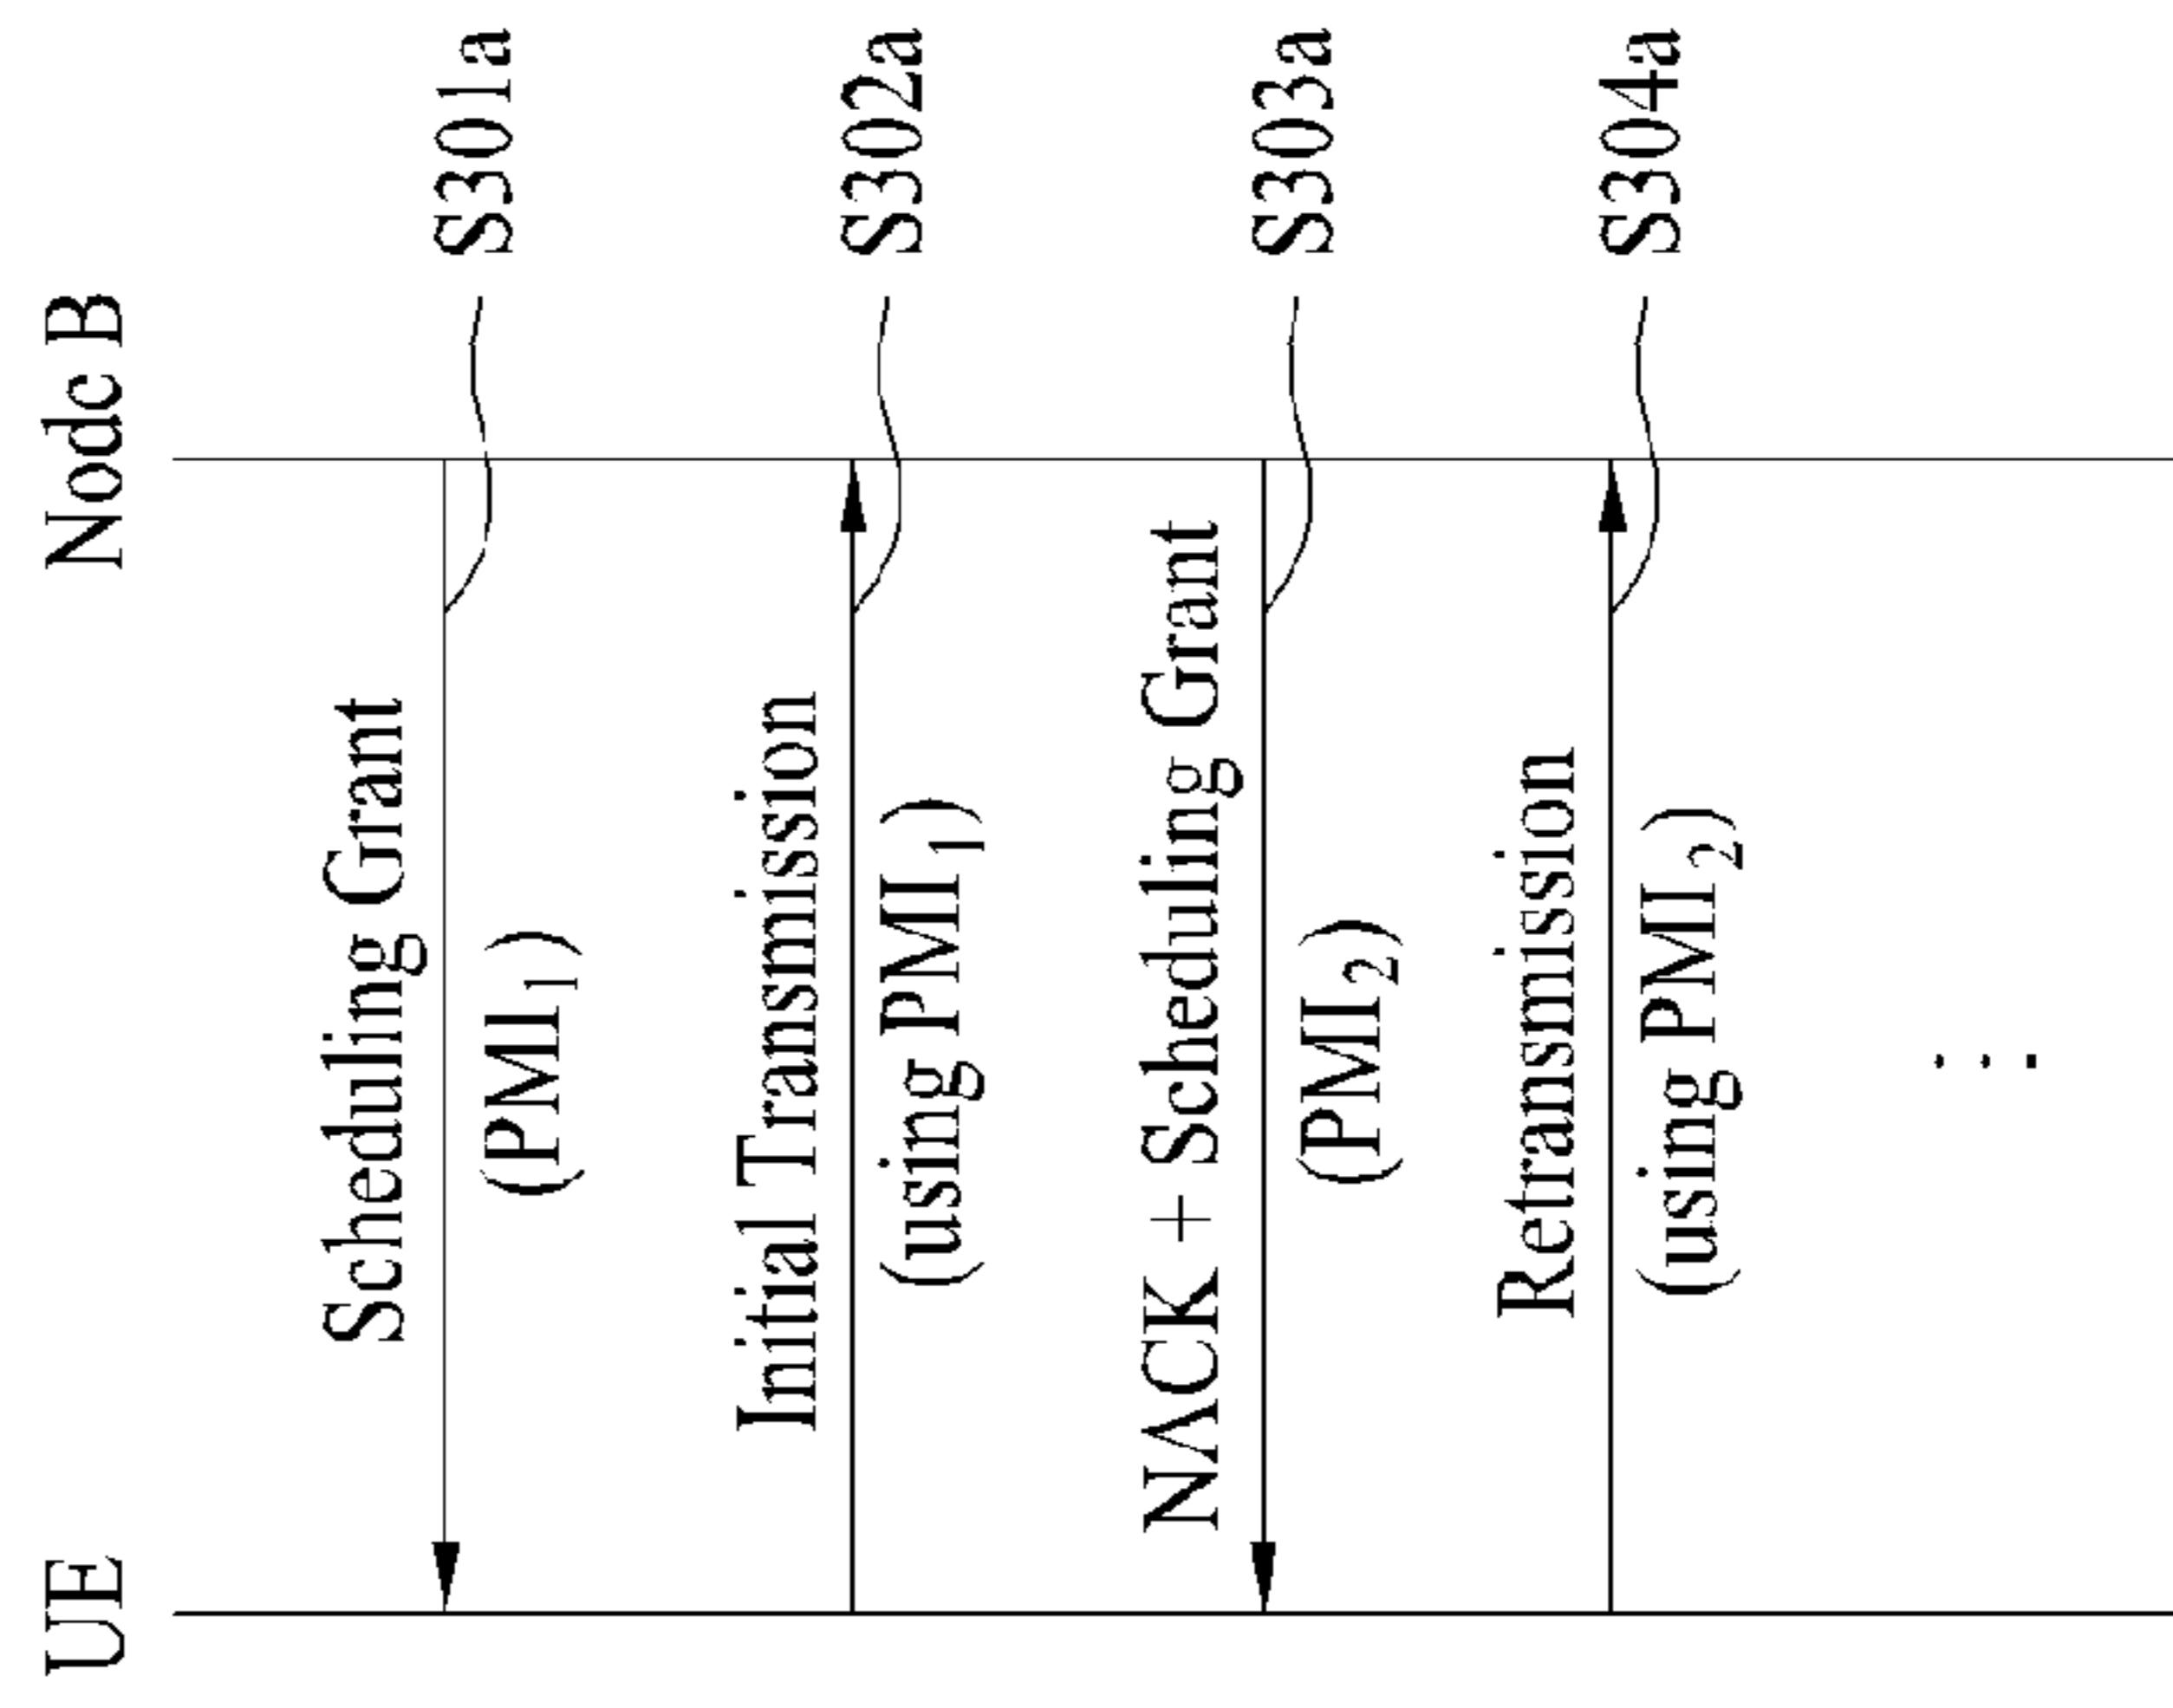 UE
Node B
Scheduling Grant
(PMI₁)
S301a
Initial Transmission
(using PMI₁)
S302a
NACK + Scheduling Grant
(PMI₂)
S303a
Retransmission
(using PMI₂)
S304a
...